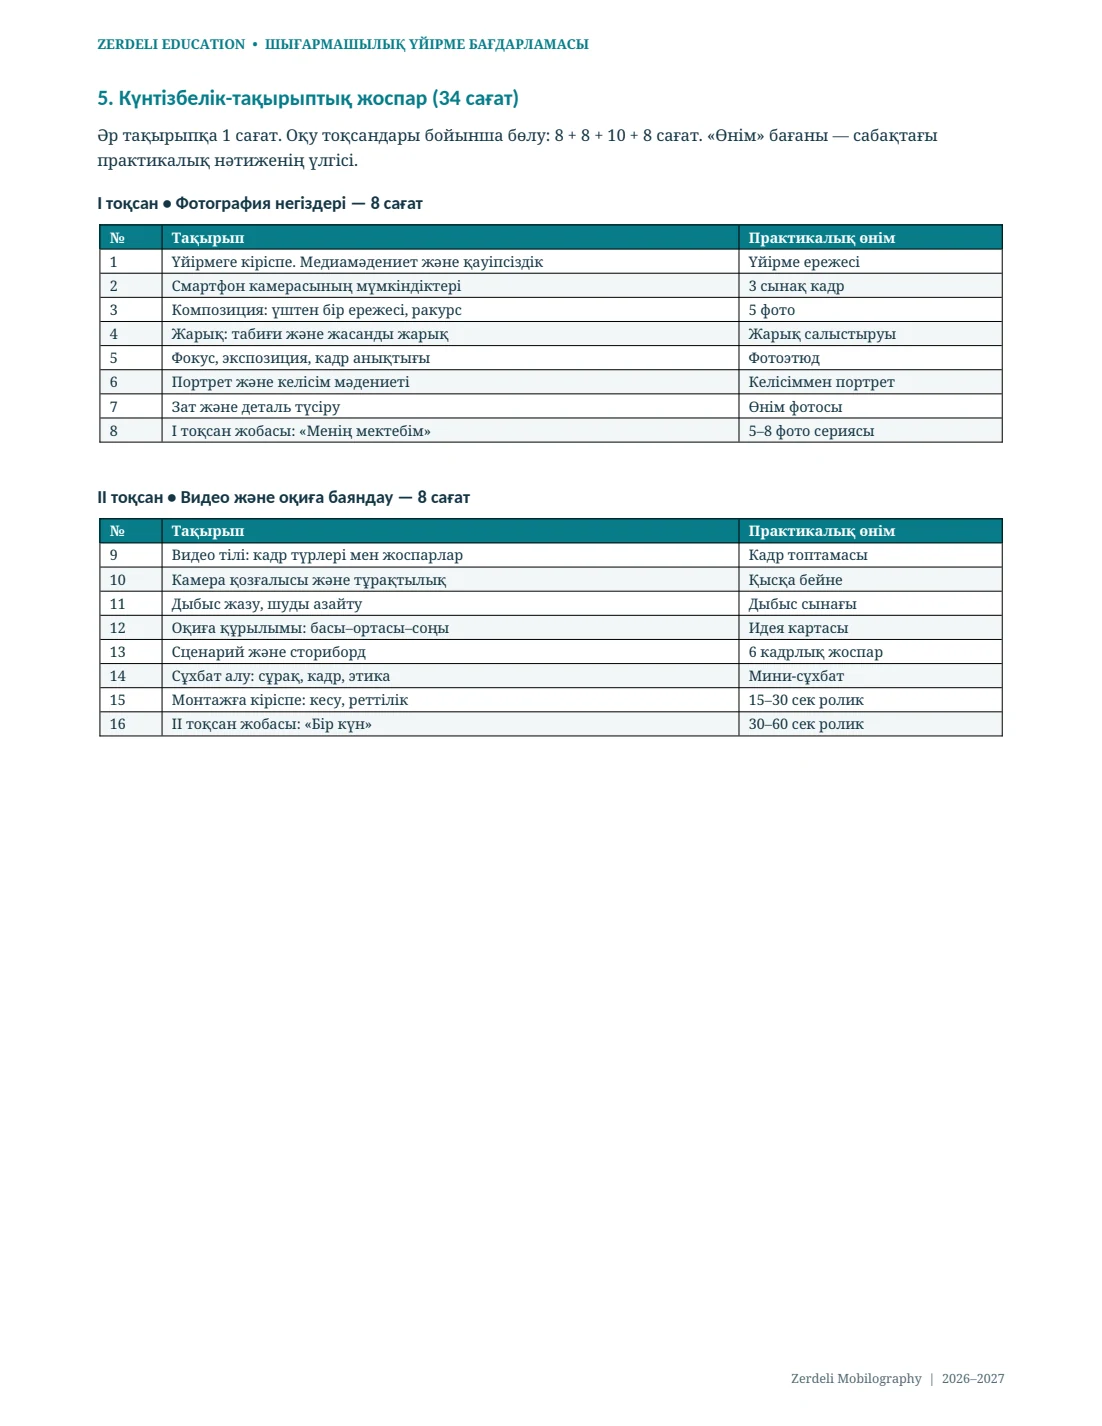 ZERDELI EDUCATION • ШЫҒАРМАШЫЛЫҚ ҮЙІРМЕ БАҒДАРЛАМАСЫ
5. Күнтізбелік-тақырыптық жоспар (34 сағат)
Әр тақырыпқа 1 сағат. Оқу тоқсандары бойынша бөлу: 8 + 8 + 10 + 8 сағат. «Өнім» бағаны — сабақтағы
практикалық нәтиженің үлгісі.
I тоқсан ● Фотография негіздері — 8 сағат
№ Тақырып Практикалық өнім
1 Үйірмеге кіріспе. Медиамәдениет және қауіпсіздік Үйірме ережесі
2 Смартфон камерасының мүмкіндіктері 3 сынақ кадр
3 Композиция: үштен бір ережесі, ракурс 5 фото
4 Жарық: табиғи және жасанды жарық Жарық салыстыруы
5 Фокус, экспозиция, кадр анықтығы Фотоэтюд
6 Портрет және келісім мәдениеті Келісіммен портрет
7 Зат және деталь түсіру Өнім фотосы
8 I тоқсан жобасы: «Менің мектебім» 5–8 фото сериясы
II тоқсан ● Видео және оқиға баяндау — 8 сағат
№ Тақырып Практикалық өнім
9 Видео тілі: кадр түрлері мен жоспарлар Кадр топтамасы
10 Камера қозғалысы және тұрақтылық Қысқа бейне
11 Дыбыс жазу, шуды азайту Дыбыс сынағы
12 Оқиға құрылымы: басы–ортасы–соңы Идея картасы
13 Сценарий және сториборд 6 кадрлық жоспар
14 Сұхбат алу: сұрақ, кадр, этика Мини-сұхбат
15 Монтажға кіріспе: кесу, реттілік 15–30 сек ролик
16 II тоқсан жобасы: «Бір күн» 30–60 сек ролик
Zerdeli Mobilography | 2026–2027